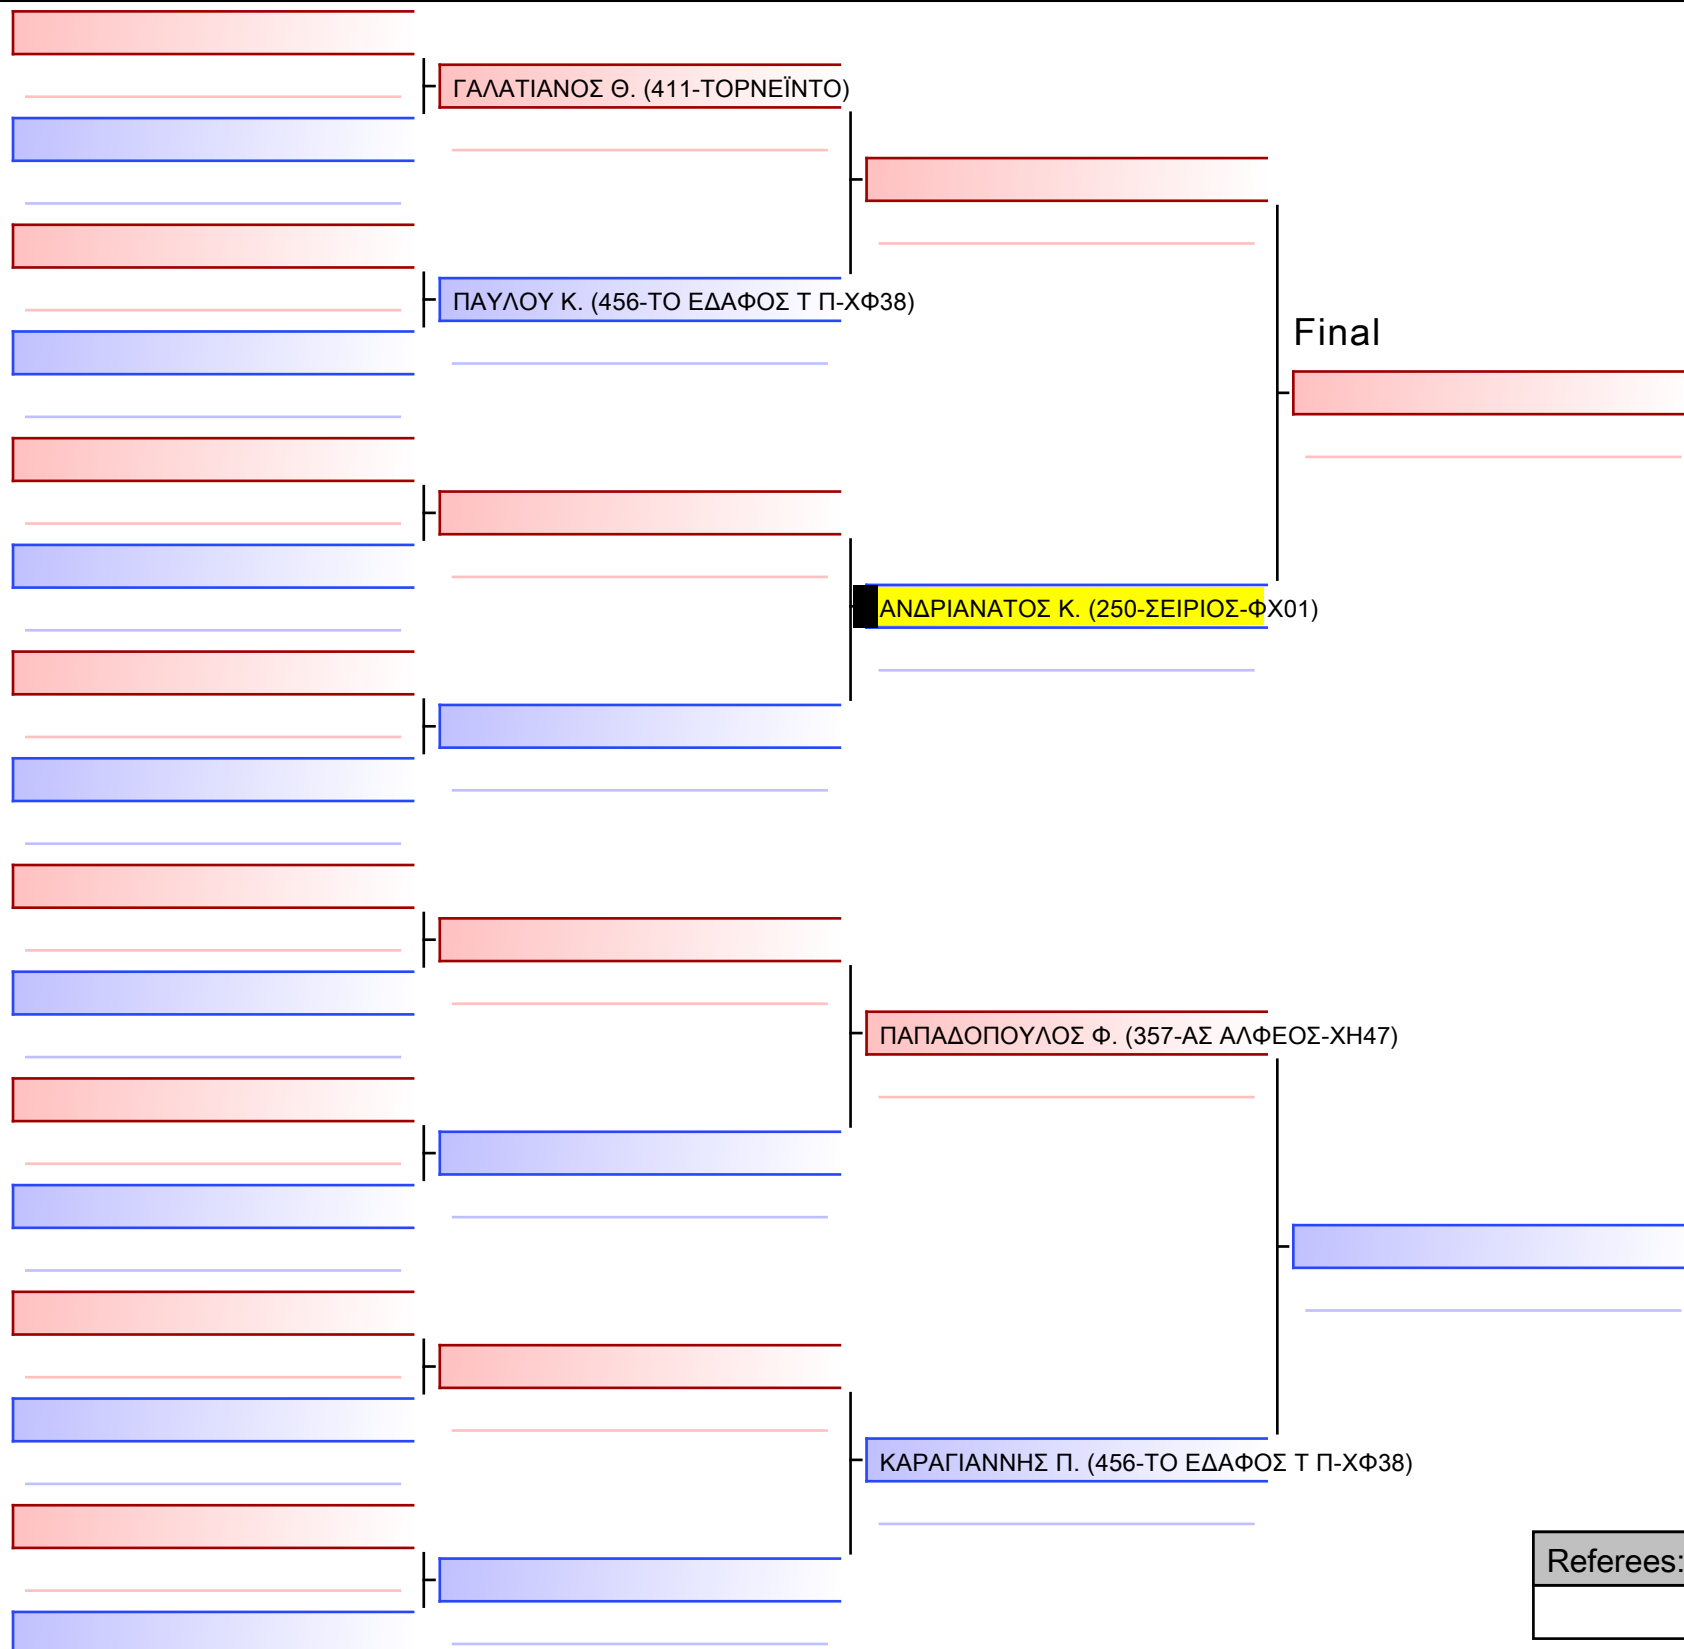 ΓΑΛΑΤΙΑΝΟΣ Θ. (411-ΤΟΡΝΕΪΝΤΟ)
ΠΑΥΛΟΥ Κ. (456-ΤΟ ΕΔΑΦΟΣ Τ Π-ΧΦ38)
Final
ΑΝΔΡΙΑΝΑΤΟΣ Κ. (250-ΣΕΙΡΙΟΣ-ΦΧ01)
ΠΑΠΑΔΟΠΟΥΛΟΣ Φ. (357-ΑΣ ΑΛΦΕΟΣ-ΧΗ47)
ΚΑΡΑΓΙΑΝΝΗΣ Π. (456-ΤΟ ΕΔΑΦΟΣ Τ Π-ΧΦ38)
Referees: